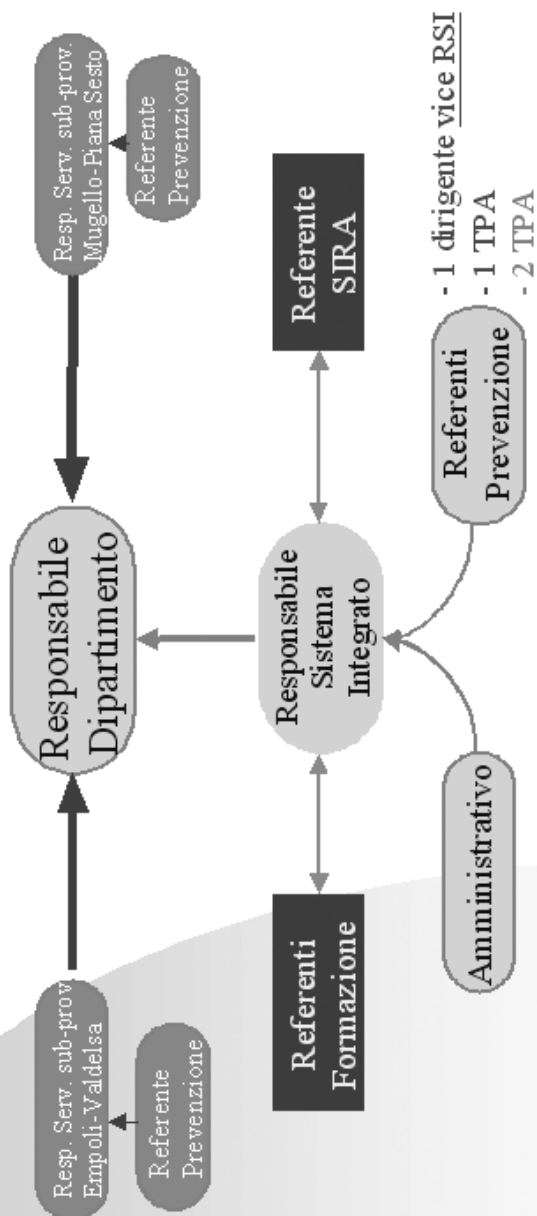 Resp. Serv. sub-prov.
Empoli-Valdelsa
Referente
Prevenzione
Responsabile
Dipartimento
Resp. Serv. sub-prov.
Mugello-Piana Sesto
Referente
Prevenzione
Referenti
Formazione
Responsabile
Sistema
Integrato
Referente
SIRA
Amministrativo
Referenti
Prevenzione
- 1 dirigente vice RSI
- 1 TPA
- 2 TPA